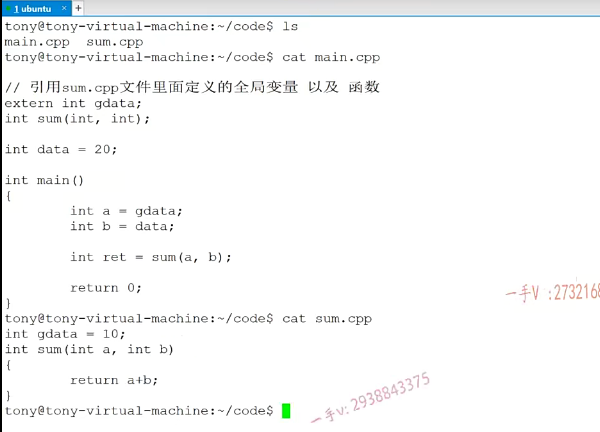 1 ubuntu × +
tony@tony-virtual-machine:~/code$ ls
main.cpp  sum.cpp
tony@tony-virtual-machine:~/code$ cat main.cpp

// 引用sum.cpp文件里面定义的全局变量 以及 函数
extern int gdata;
int sum(int, int);

int data = 20;

int main()
{
        int a = gdata;
        int b = data;

        int ret = sum(a, b);

        return 0;
}
一手V :2732168
tony@tony-virtual-machine:~/code$ cat sum.cpp
int gdata = 10;
int sum(int a, int b)
{
        return a+b;
}
tony@tony-virtual-machine:~/code$
一手v: 2938843375